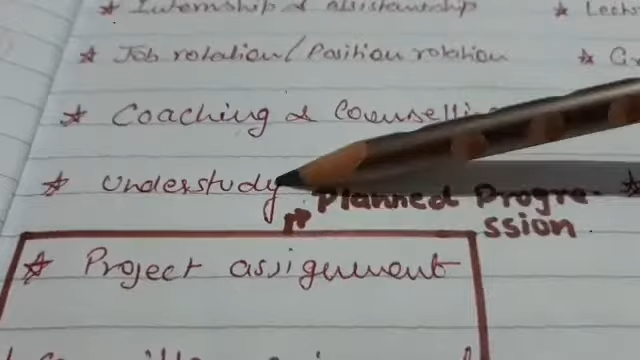 * Internship & assistantship
* Job rotation/Position rotation
* Coaching & Counselling
* Understudy
Planned Progre-
ssion
* Project assignment